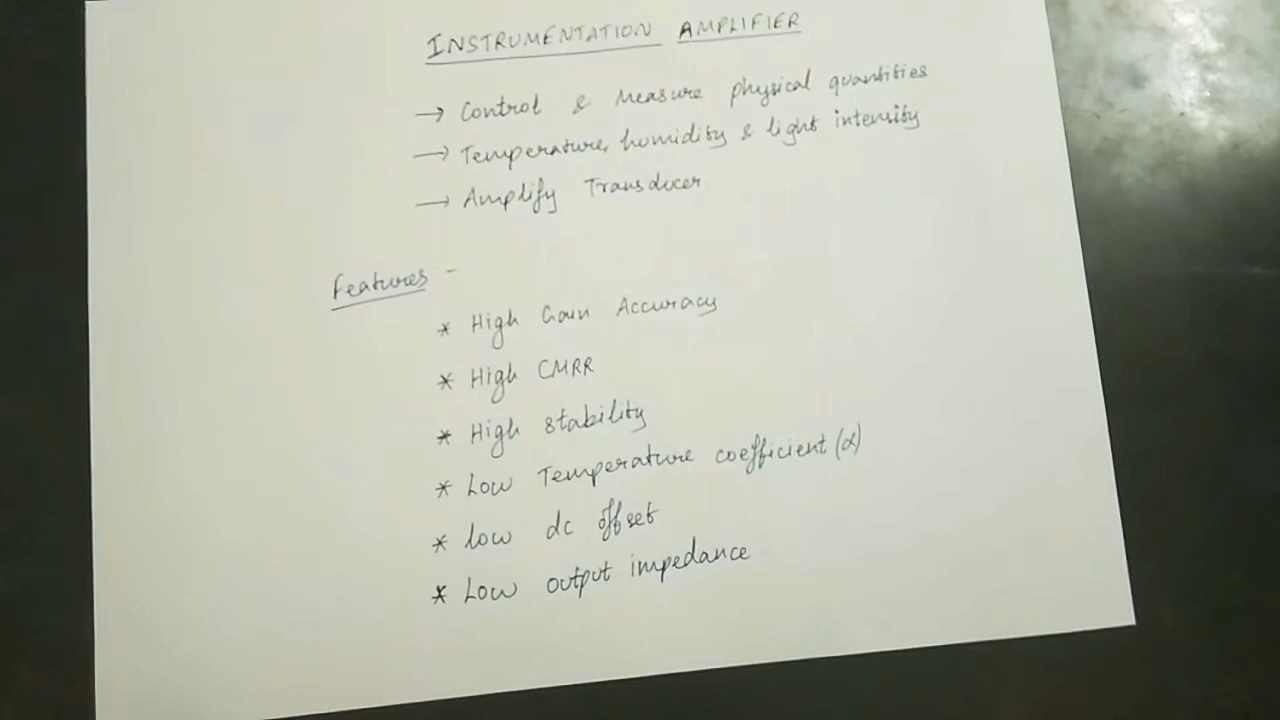 INSTRUMENTATION AMPLIFIER
→ Control & Measure physical quantities
→ Temperature, humidity & light intensity
→ Amplify Transducer
Features -
* High Gain Accuracy
* High CMRR
* High stability
* Low Temperature coefficient (α)
* low dc offset
* Low output impedance